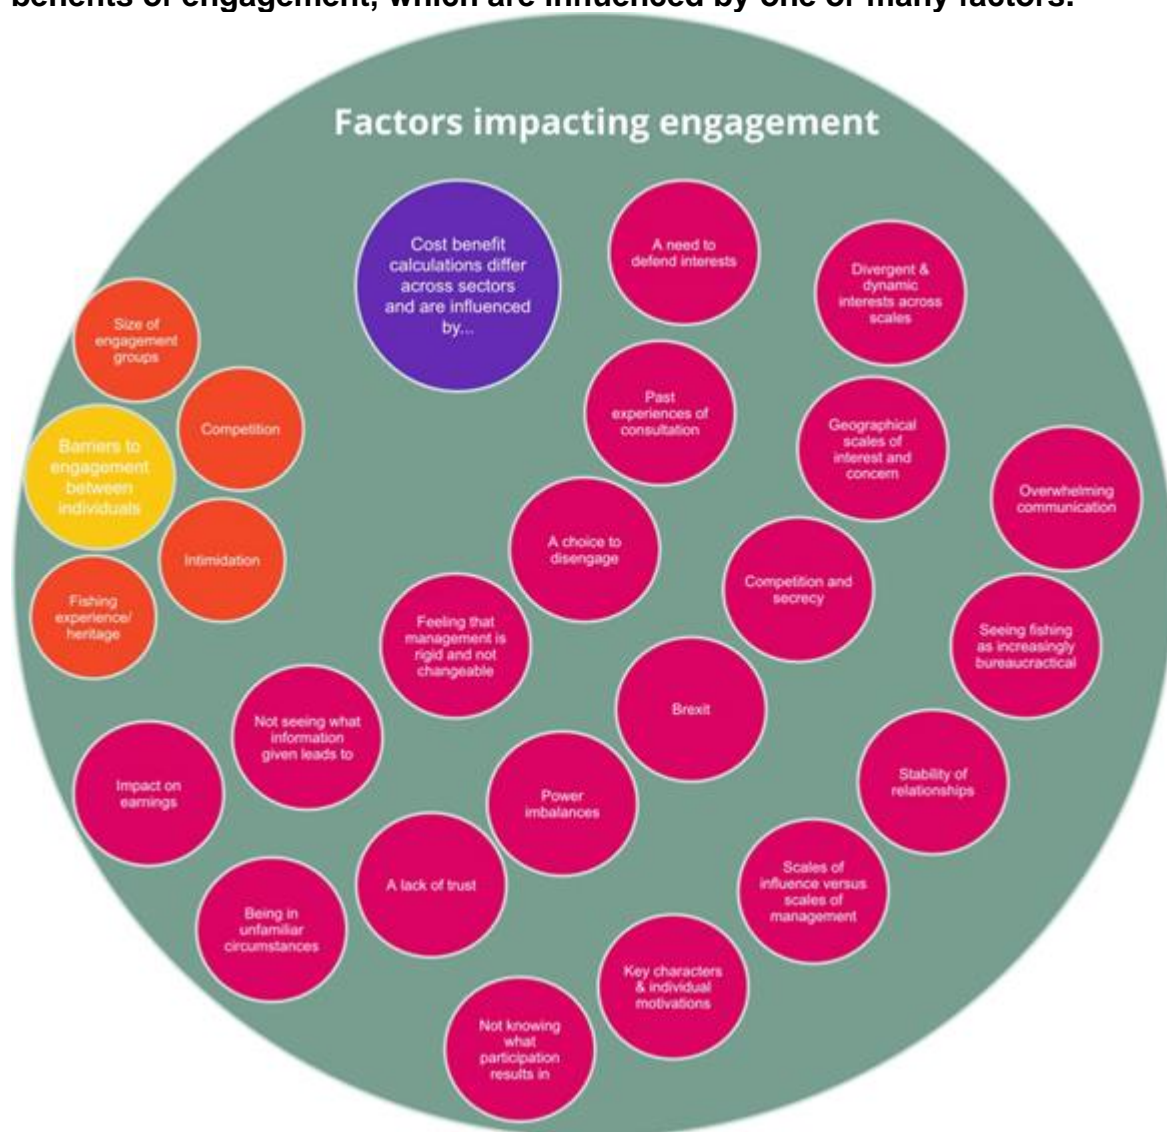 benefits of engagement, which are influenced by one or many factors.
Factors impacting engagement
Cost benefit
calculations differ
across sectors
and are influenced
by...
A need to
defend interests
Divergent &
dynamic
interests across
scales
Size of
engagement
groups
Competition
Barriers to
engagement
between
individuals
Intimidation
Fishing
experience/
heritage
Past
experiences of
consultation
Geographical
scales of
interest and
concern
Overwhelming
communication
A choice to
disengage
Competition and
secrecy
Feeling that
management is
rigid and not
changeable
Seeing fishing
as increasingly
bureaucractical
Brexit
Not seeing what
information
given leads to
Impact on
earnings
Power
imbalances
Stability of
relationships
A lack of trust
Scales of
influence versus
scales of
management
Being in
unfamiliar
circumstances
Key characters
& individual
motivations
Not knowing
what
participation
results in